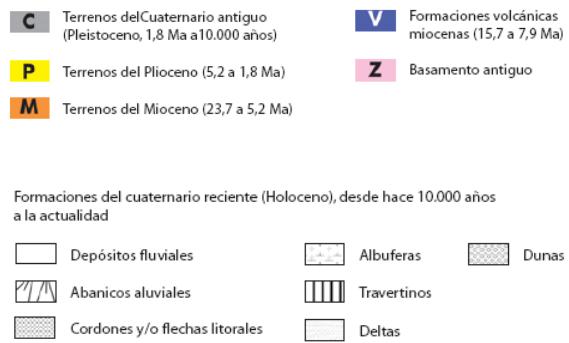 C Terrenos delCuaternario antiguo
(Pleistoceno, 1,8 Ma a10.000 años)
P Terrenos del Plioceno (5,2 a 1,8 Ma)
M Terrenos del Mioceno (23,7 a 5,2 Ma)
V Formaciones volcánicas
miocenas (15,7 a 7,9 Ma)
Z Basamento antiguo
Formaciones del cuaternario reciente (Holoceno), desde hace 10.000 años
a la actualidad
Depósitos fluviales
Abanicos aluviales
Cordones y/o flechas litorales
Albuferas
Travertinos
Deltas
Dunas